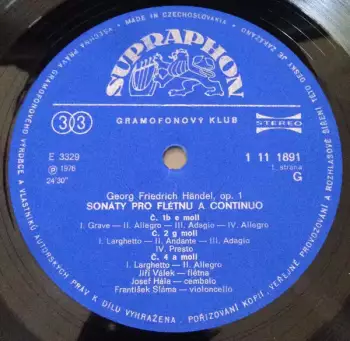 MADE IN CZECHOSLOVAKIA
SUPRAPHON
GRAMOFONOVÝ KLUB
33
STEREO
E 3329
℗ 1976
24'30"
1 11 1891
1. strana
G
Georg Friedrich Händel, op. 1
SONÁTY PRO FLÉTNU A CONTINUO
Č. 1b e moll
I. Grave — II. Allegro — III. Adagio — IV. Allegro
Č. 2 g moll
I. Larghetto — II. Andante — III. Adagio
IV. Presto
Č. 4 a moll
I. Larghetto — II. Allegro
Jiří Válek — flétna
Josef Hála — cembalo
František Sláma — violoncello
VŠECHNA PRÁVA GRAMOFONOVÉHO VÝROBCE A VLASTNÍKŮ AUTORSKÝCH PRÁV K DÍLU VYHRAZENA. POŘIZOVÁNÍ KOPIÍ, VEŘEJNÉ PROVOZOVÁNÍ A ROZHLASOVÉ ŠÍŘENÍ TÉTO DESKY JE ZAKÁZÁNO